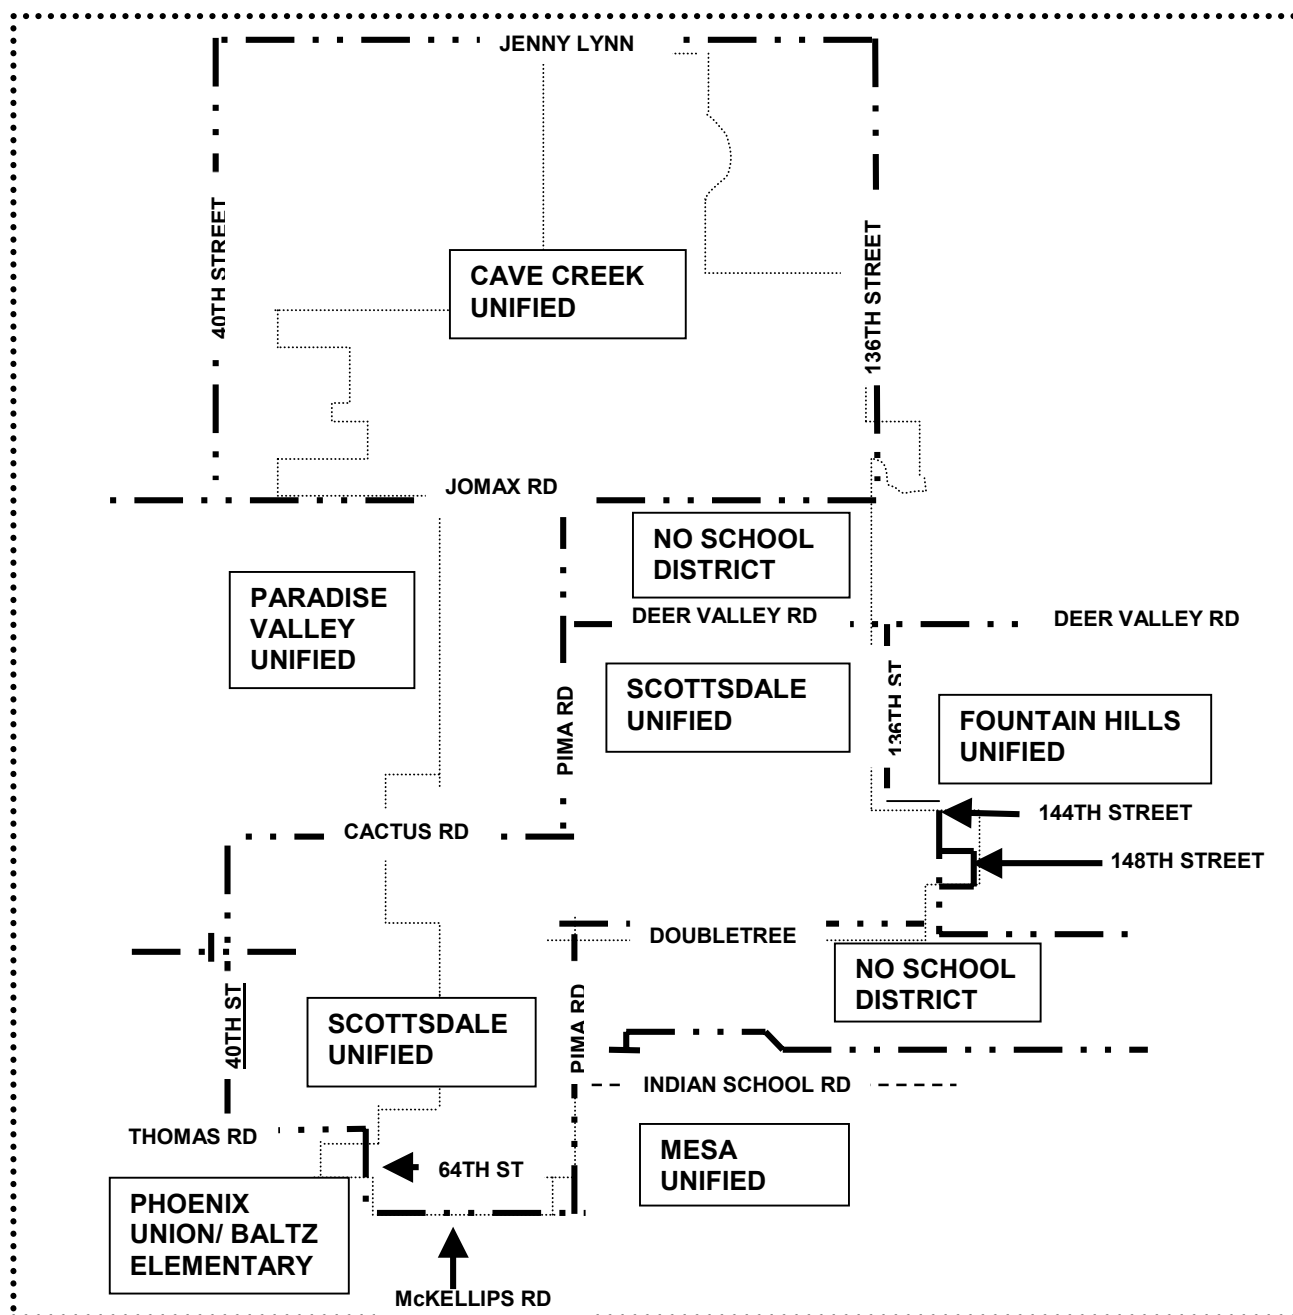 JENNY LYNN
40TH STREET
136TH STREET
CAVE CREEK
UNIFIED
JOMAX RD
NO SCHOOL
DISTRICT
PARADISE
VALLEY
UNIFIED
DEER VALLEY RD
DEER VALLEY RD
SCOTTSDALE
UNIFIED
136TH ST
PIMA RD
FOUNTAIN HILLS
UNIFIED
144TH STREET
CACTUS RD
148TH STREET
DOUBLETREE
NO SCHOOL
DISTRICT
40TH ST
SCOTTSDALE
UNIFIED
PIMA RD
INDIAN SCHOOL RD
THOMAS RD
64TH ST
MESA
UNIFIED
PHOENIX
UNION/ BALTZ
ELEMENTARY
McKELLIPS RD